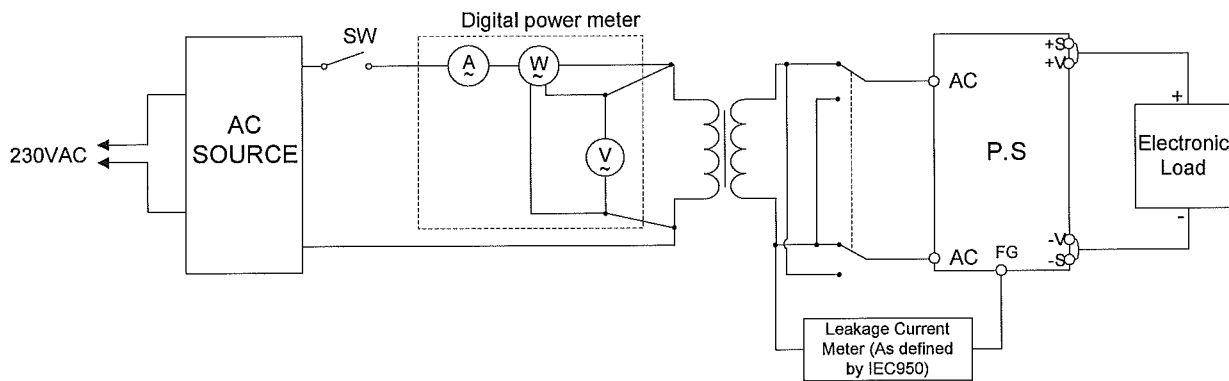 Digital power meter
SW
A
~
W
~
V
~
AC
SOURCE
230VAC
+S
+V
AC
P.S
+
Electronic
Load
-
-V
-S
AC
FG
Leakage Current
Meter (As defined
by IEC950)